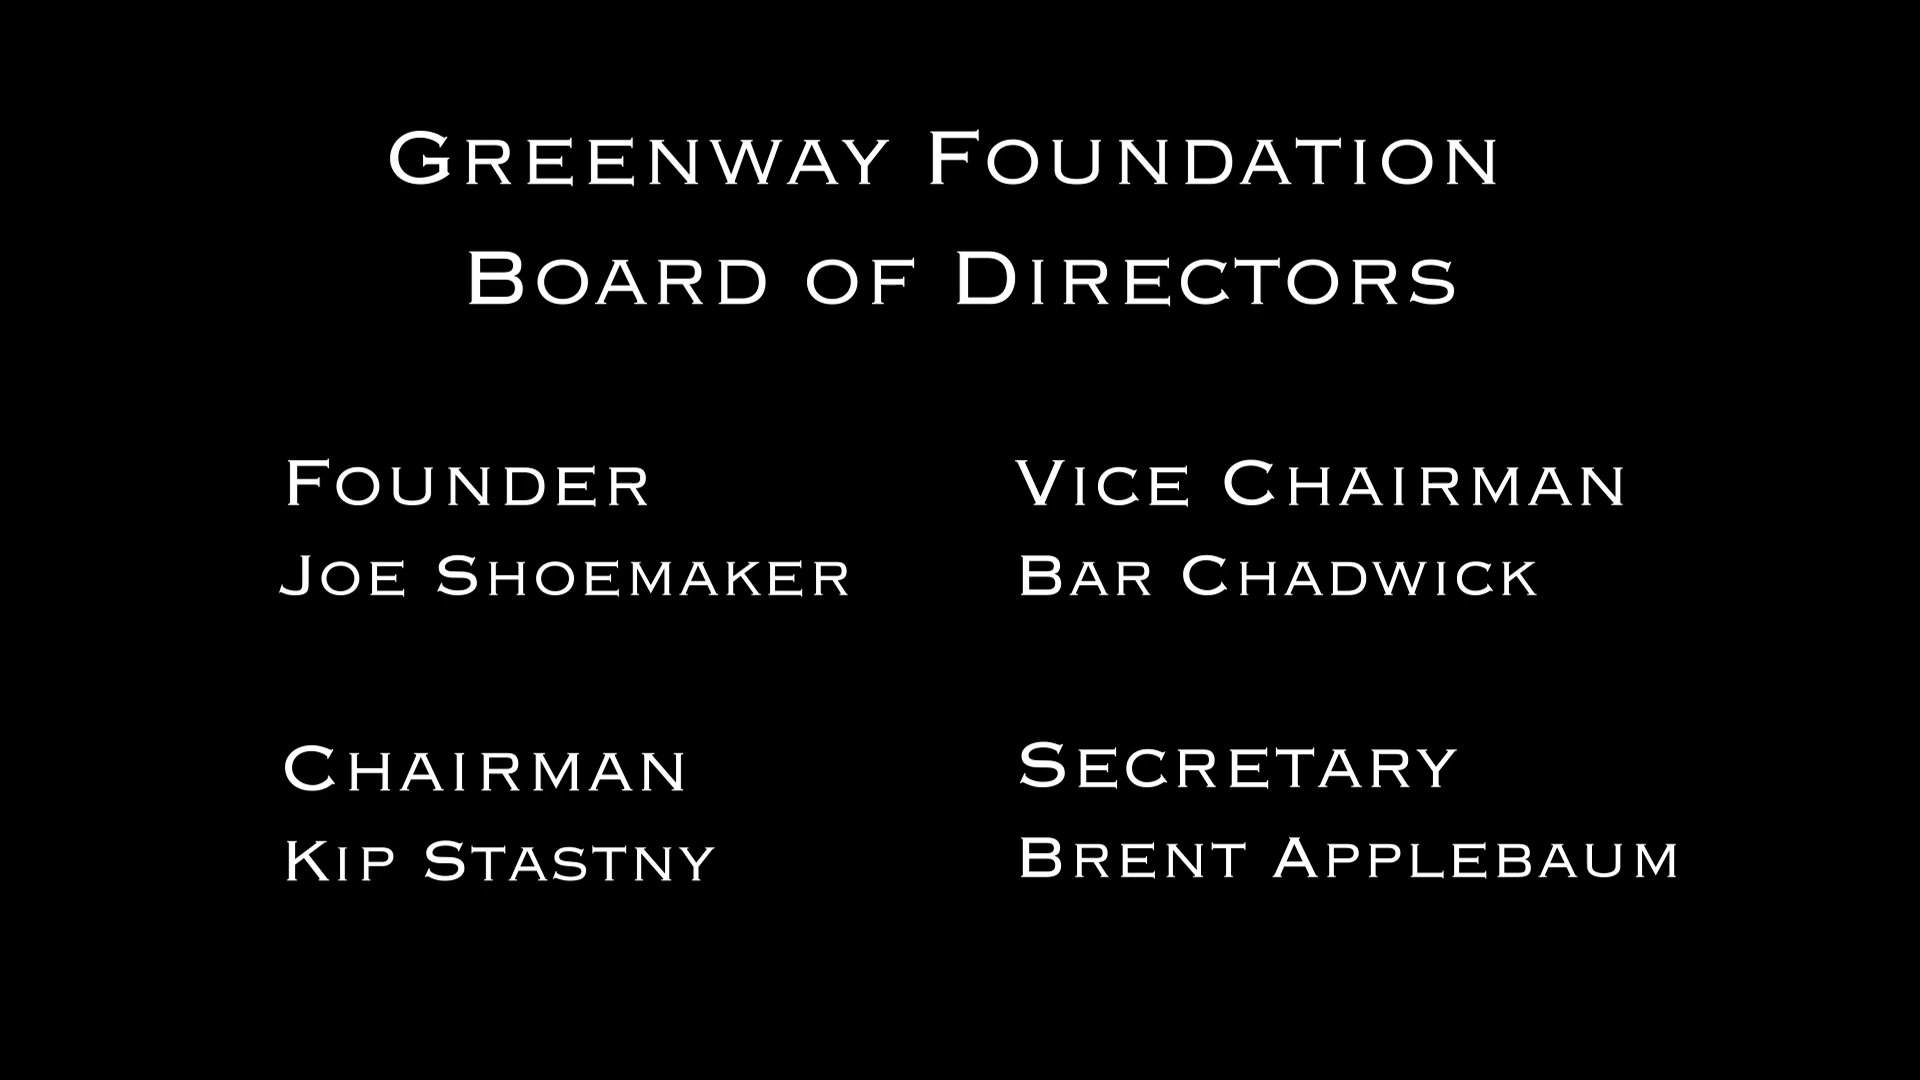 Greenway Foundation
Board of Directors
Founder
Joe Shoemaker
Vice Chairman
Bar Chadwick
Chairman
Kip Stastny
Secretary
Brent Applebaum